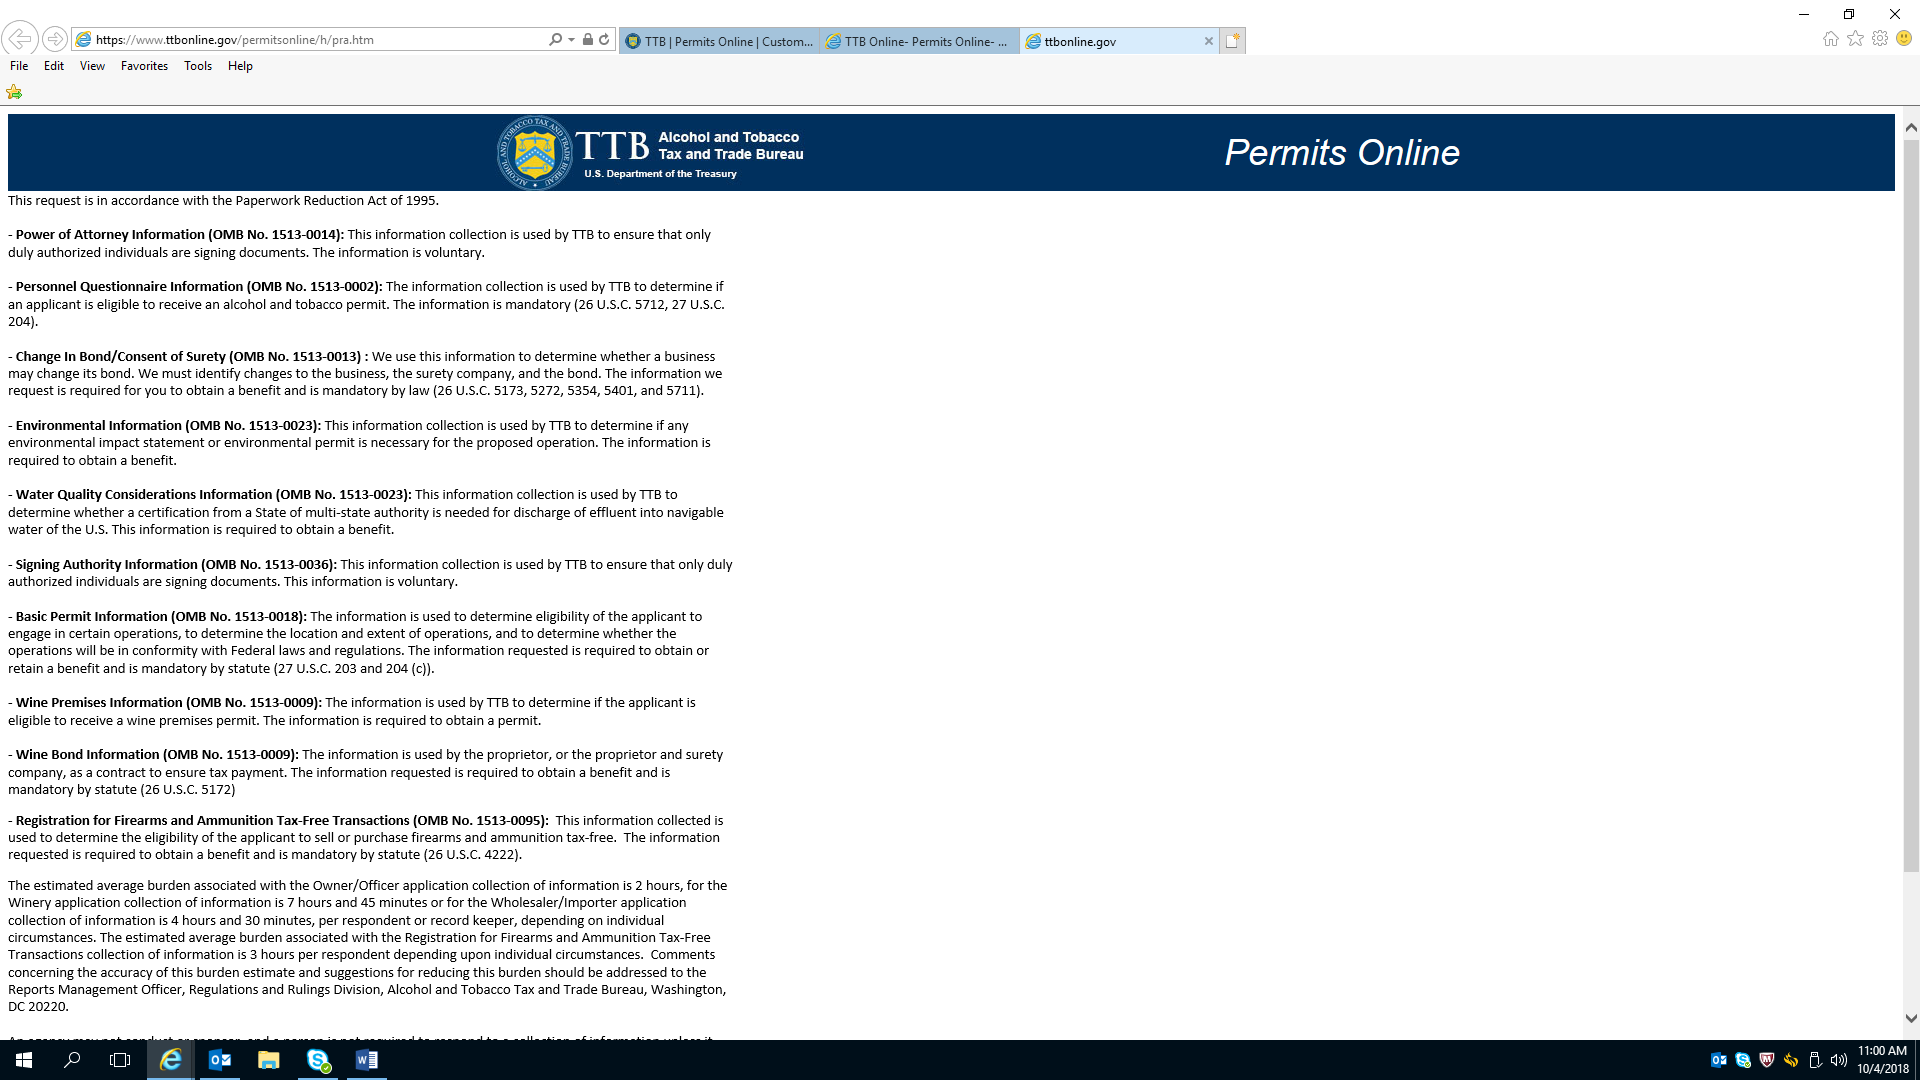 https://www.ttbonline.gov/permitsonline/h/pra.htm
TTB | Permits Online | Custom...
TTB Online- Permits Online- ...
ttbonline.gov
File Edit View Favorites Tools Help
TTB Alcohol and Tobacco
Tax and Trade Bureau
U.S. Department of the Treasury
Permits Online
This request is in accordance with the Paperwork Reduction Act of 1995.
- Power of Attorney Information (OMB No. 1513-0014): This information collection is used by TTB to ensure that only
duly authorized individuals are signing documents. The information is voluntary.
- Personnel Questionnaire Information (OMB No. 1513-0002): The information collection is used by TTB to determine if
an applicant is eligible to receive an alcohol and tobacco permit. The information is mandatory (26 U.S.C. 5712, 27 U.S.C.
204).
- Change In Bond/Consent of Surety (OMB No. 1513-0013) : We use this information to determine whether a business
may change its bond. We must identify changes to the business, the surety company, and the bond. The information we
request is required for you to obtain a benefit and is mandatory by law (26 U.S.C. 5173, 5272, 5354, 5401, and 5711).
- Environmental Information (OMB No. 1513-0023): This information collection is used by TTB to determine if any
environmental impact statement or environmental permit is necessary for the proposed operation. The information is
required to obtain a benefit.
- Water Quality Considerations Information (OMB No. 1513-0023): This information collection is used by TTB to
determine whether a certification from a State of multi-state authority is needed for discharge of effluent into navigable
water of the U.S. This information is required to obtain a benefit.
- Signing Authority Information (OMB No. 1513-0036): This information collection is used by TTB to ensure that only duly
authorized individuals are signing documents. This information is voluntary.
- Basic Permit Information (OMB No. 1513-0018): The information is used to determine eligibility of the applicant to
engage in certain operations, to determine the location and extent of operations, and to determine whether the
operations will be in conformity with Federal laws and regulations. The information requested is required to obtain or
retain a benefit and is mandatory by statute (27 U.S.C. 203 and 204 (c)).
- Wine Premises Information (OMB No. 1513-0009): The information is used by TTB to determine if the applicant is
eligible to receive a wine premises permit. The information is required to obtain a permit.
- Wine Bond Information (OMB No. 1513-0009): The information is used by the proprietor, or the proprietor and surety
company, as a contract to ensure tax payment. The information requested is required to obtain a benefit and is
mandatory by statute (26 U.S.C. 5172)
- Registration for Firearms and Ammunition Tax-Free Transactions (OMB No. 1513-0095): This information collected is
used to determine the eligibility of the applicant to sell or purchase firearms and ammunition tax-free. The information
requested is required to obtain a benefit and is mandatory by statute (26 U.S.C. 4222).
The estimated average burden associated with the Owner/Officer application collection of information is 2 hours, for the
Winery application collection of information is 7 hours and 45 minutes or for the Wholesaler/Importer application
collection of information is 4 hours and 30 minutes, per respondent or record keeper, depending on individual
circumstances. The estimated average burden associated with the Registration for Firearms and Ammunition Tax-Free
Transactions collection of information is 3 hours per respondent depending upon individual circumstances. Comments
concerning the accuracy of this burden estimate and suggestions for reducing this burden should be addressed to the
Reports Management Officer, Regulations and Rulings Division, Alcohol and Tobacco Tax and Trade Bureau, Washington,
DC 20220.
11:00 AM
10/4/2018